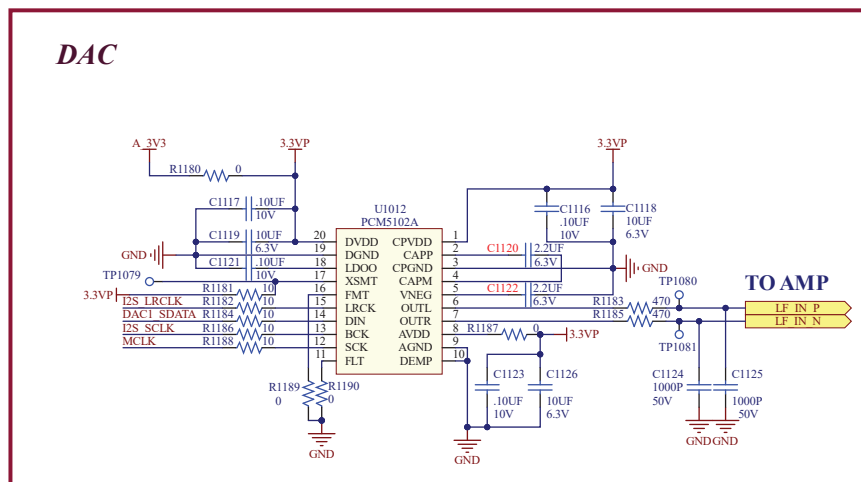 DAC
A_3V3
3.3VP
3.3VP
R1180
0
C1117
.10UF
10V
U1012
PCM5102A
C1116
.10UF
10V
C1118
10UF
6.3V
C1119
10UF
6.3V
GND
C1121
.10UF
10V
20 DVDD CPVDD 1
19 DGND CAPP 2
18 LDOO CPGND 3
17 XSMT CAPM 4
16 FMT VNEG 5
15 LRCK OUTL 6
14 DIN OUTR 7
13 BCK AVDD 8
12 SCK AGND 9
11 FLT DEMP 10
C1120
2.2UF
6.3V
GND
C1122
2.2UF
6.3V
TP1079
3.3VP
R1181
10
I2S_LRCLK
R1182
10
DAC1_SDATA
R1184
10
I2S_SCLK
R1186
10
MCLK
R1188
10
TP1080
TO AMP
R1183
470
LF_IN_P
R1185
470
LF_IN_N
TP1081
R1187
0
3.3VP
R1189
0
R1190
0
GND
C1123
.10UF
10V
C1126
10UF
6.3V
GND
C1124
1000P
50V
C1125
1000P
50V
GND
GND